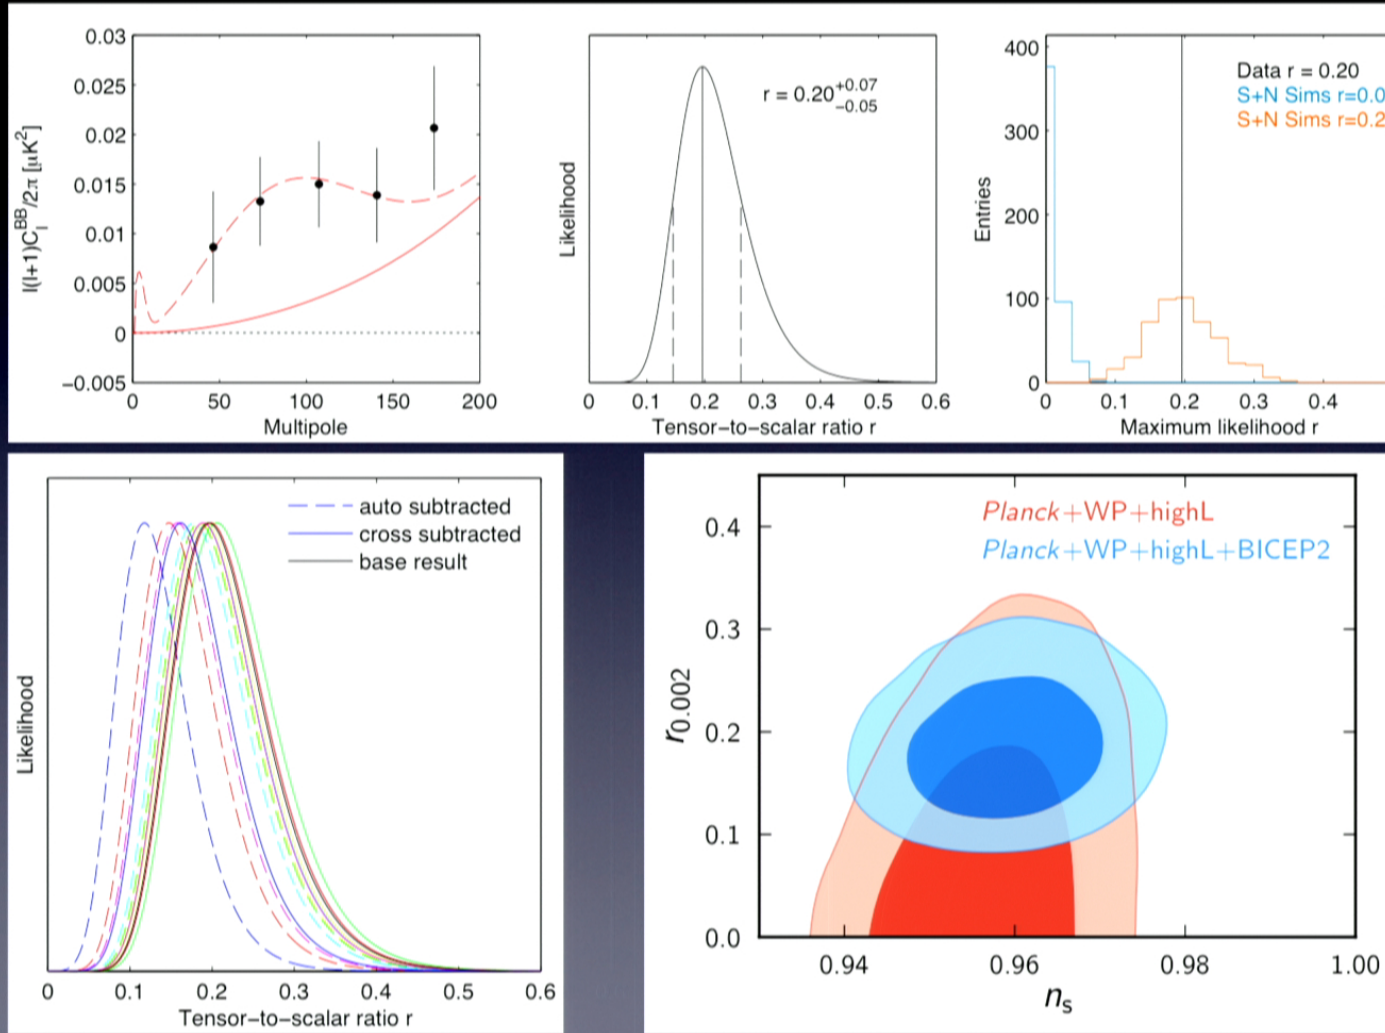 0.03
0.025
0.02
0.015
0.01
0.005
0
−0.005
l(l+1)C_l^BB/2π [μK²]
0 50 100 150 200
Multipole
r = 0.20 +0.07 −0.05
Likelihood
0 0.1 0.2 0.3 0.4 0.5 0.6
Tensor−to−scalar ratio r
400
300
200
100
0
Entries
Data r = 0.20
S+N Sims r=0.0
S+N Sims r=0.2
0 0.1 0.2 0.3 0.4
Maximum likelihood r
auto subtracted
cross subtracted
base result
Likelihood
0 0.1 0.2 0.3 0.4 0.5 0.6
Tensor−to−scalar ratio r
Planck+WP+highL
Planck+WP+highL+BICEP2
0.4
0.3
0.2
0.1
0.0
r0.002
0.94 0.96 0.98 1.00
ns